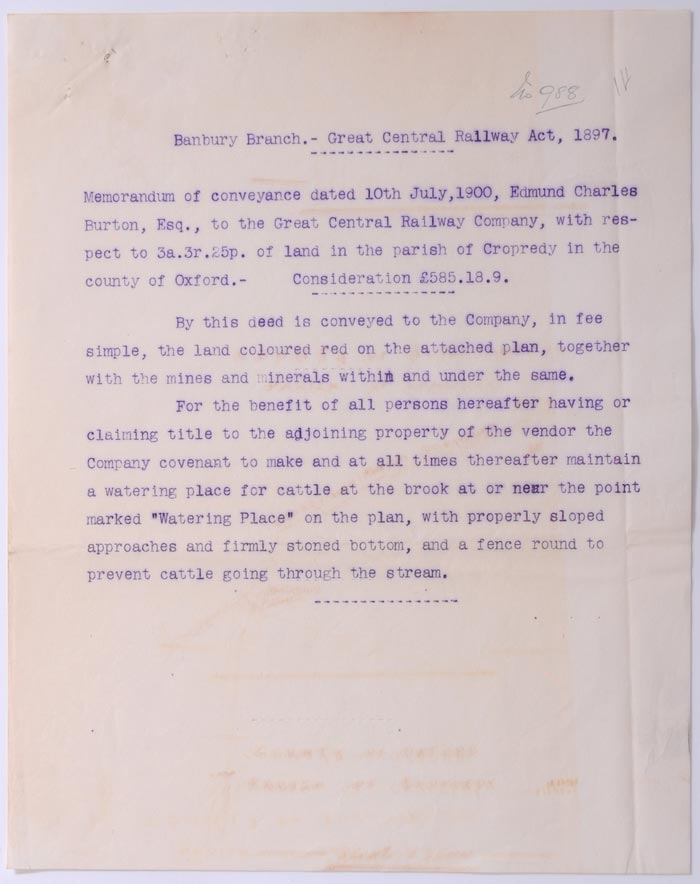 No 988
Banbury Branch.- Great Central Railway Act, 1897.
Memorandum of conveyance dated 10th July,1900, Edmund Charles
Burton, Esq., to the Great Central Railway Company, with res-
pect to 3a.3r.25p. of land in the parish of Cropredy in the
county of Oxford.- Consideration £585.18.9.
By this deed is conveyed to the Company, in fee
simple, the land coloured red on the attached plan, together
with the mines and minerals within and under the same.
For the benefit of all persons hereafter having or
claiming title to the adjoining property of the vendor the
Company covenant to make and at all times thereafter maintain
a watering place for cattle at the brook at or near the point
marked "Watering Place" on the plan, with properly sloped
approaches and firmly stoned bottom, and a fence round to
prevent cattle going through the stream.